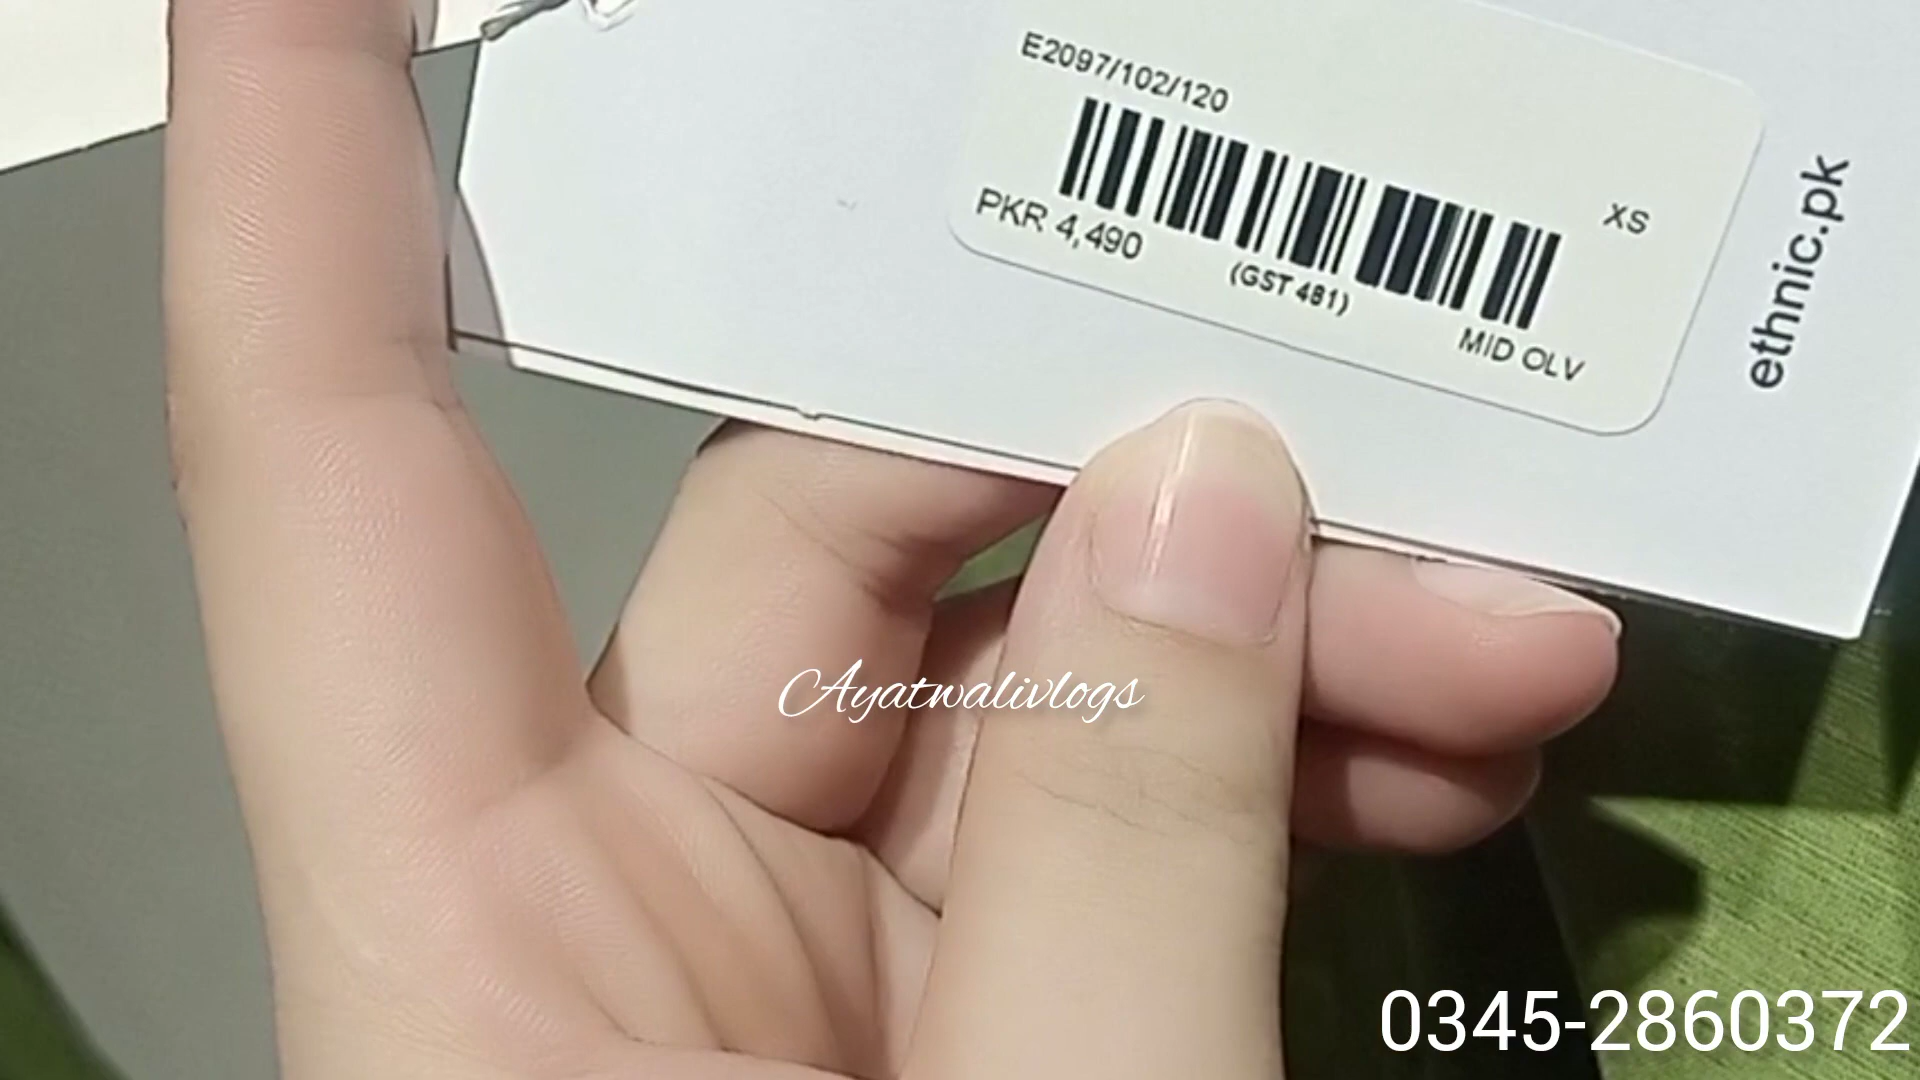 E2097/102/120
XS
PKR 4,490
(GST 481)
MID OLV
ethnic.pk
Ayatwalivlogs
0345-2860372